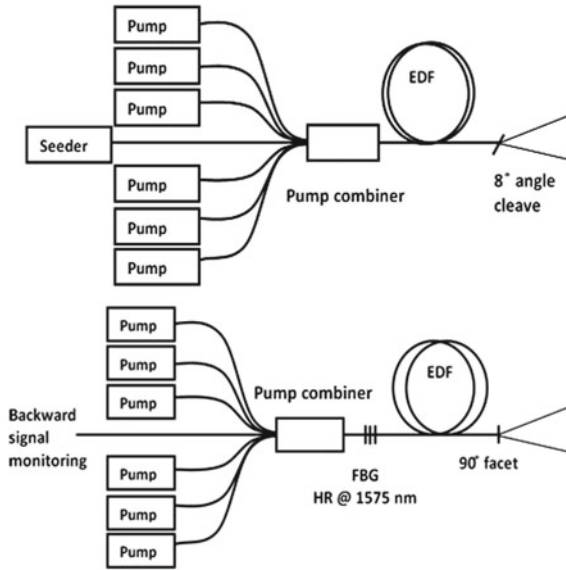 Pump
Pump
Pump
EDF
Seeder
Pump
Pump combiner
8° angle
cleave
Pump
Pump
Pump
Pump
Pump
Pump combiner
EDF
Backward
signal
monitoring
Pump
FBG
HR @ 1575 nm
90° facet
Pump
Pump